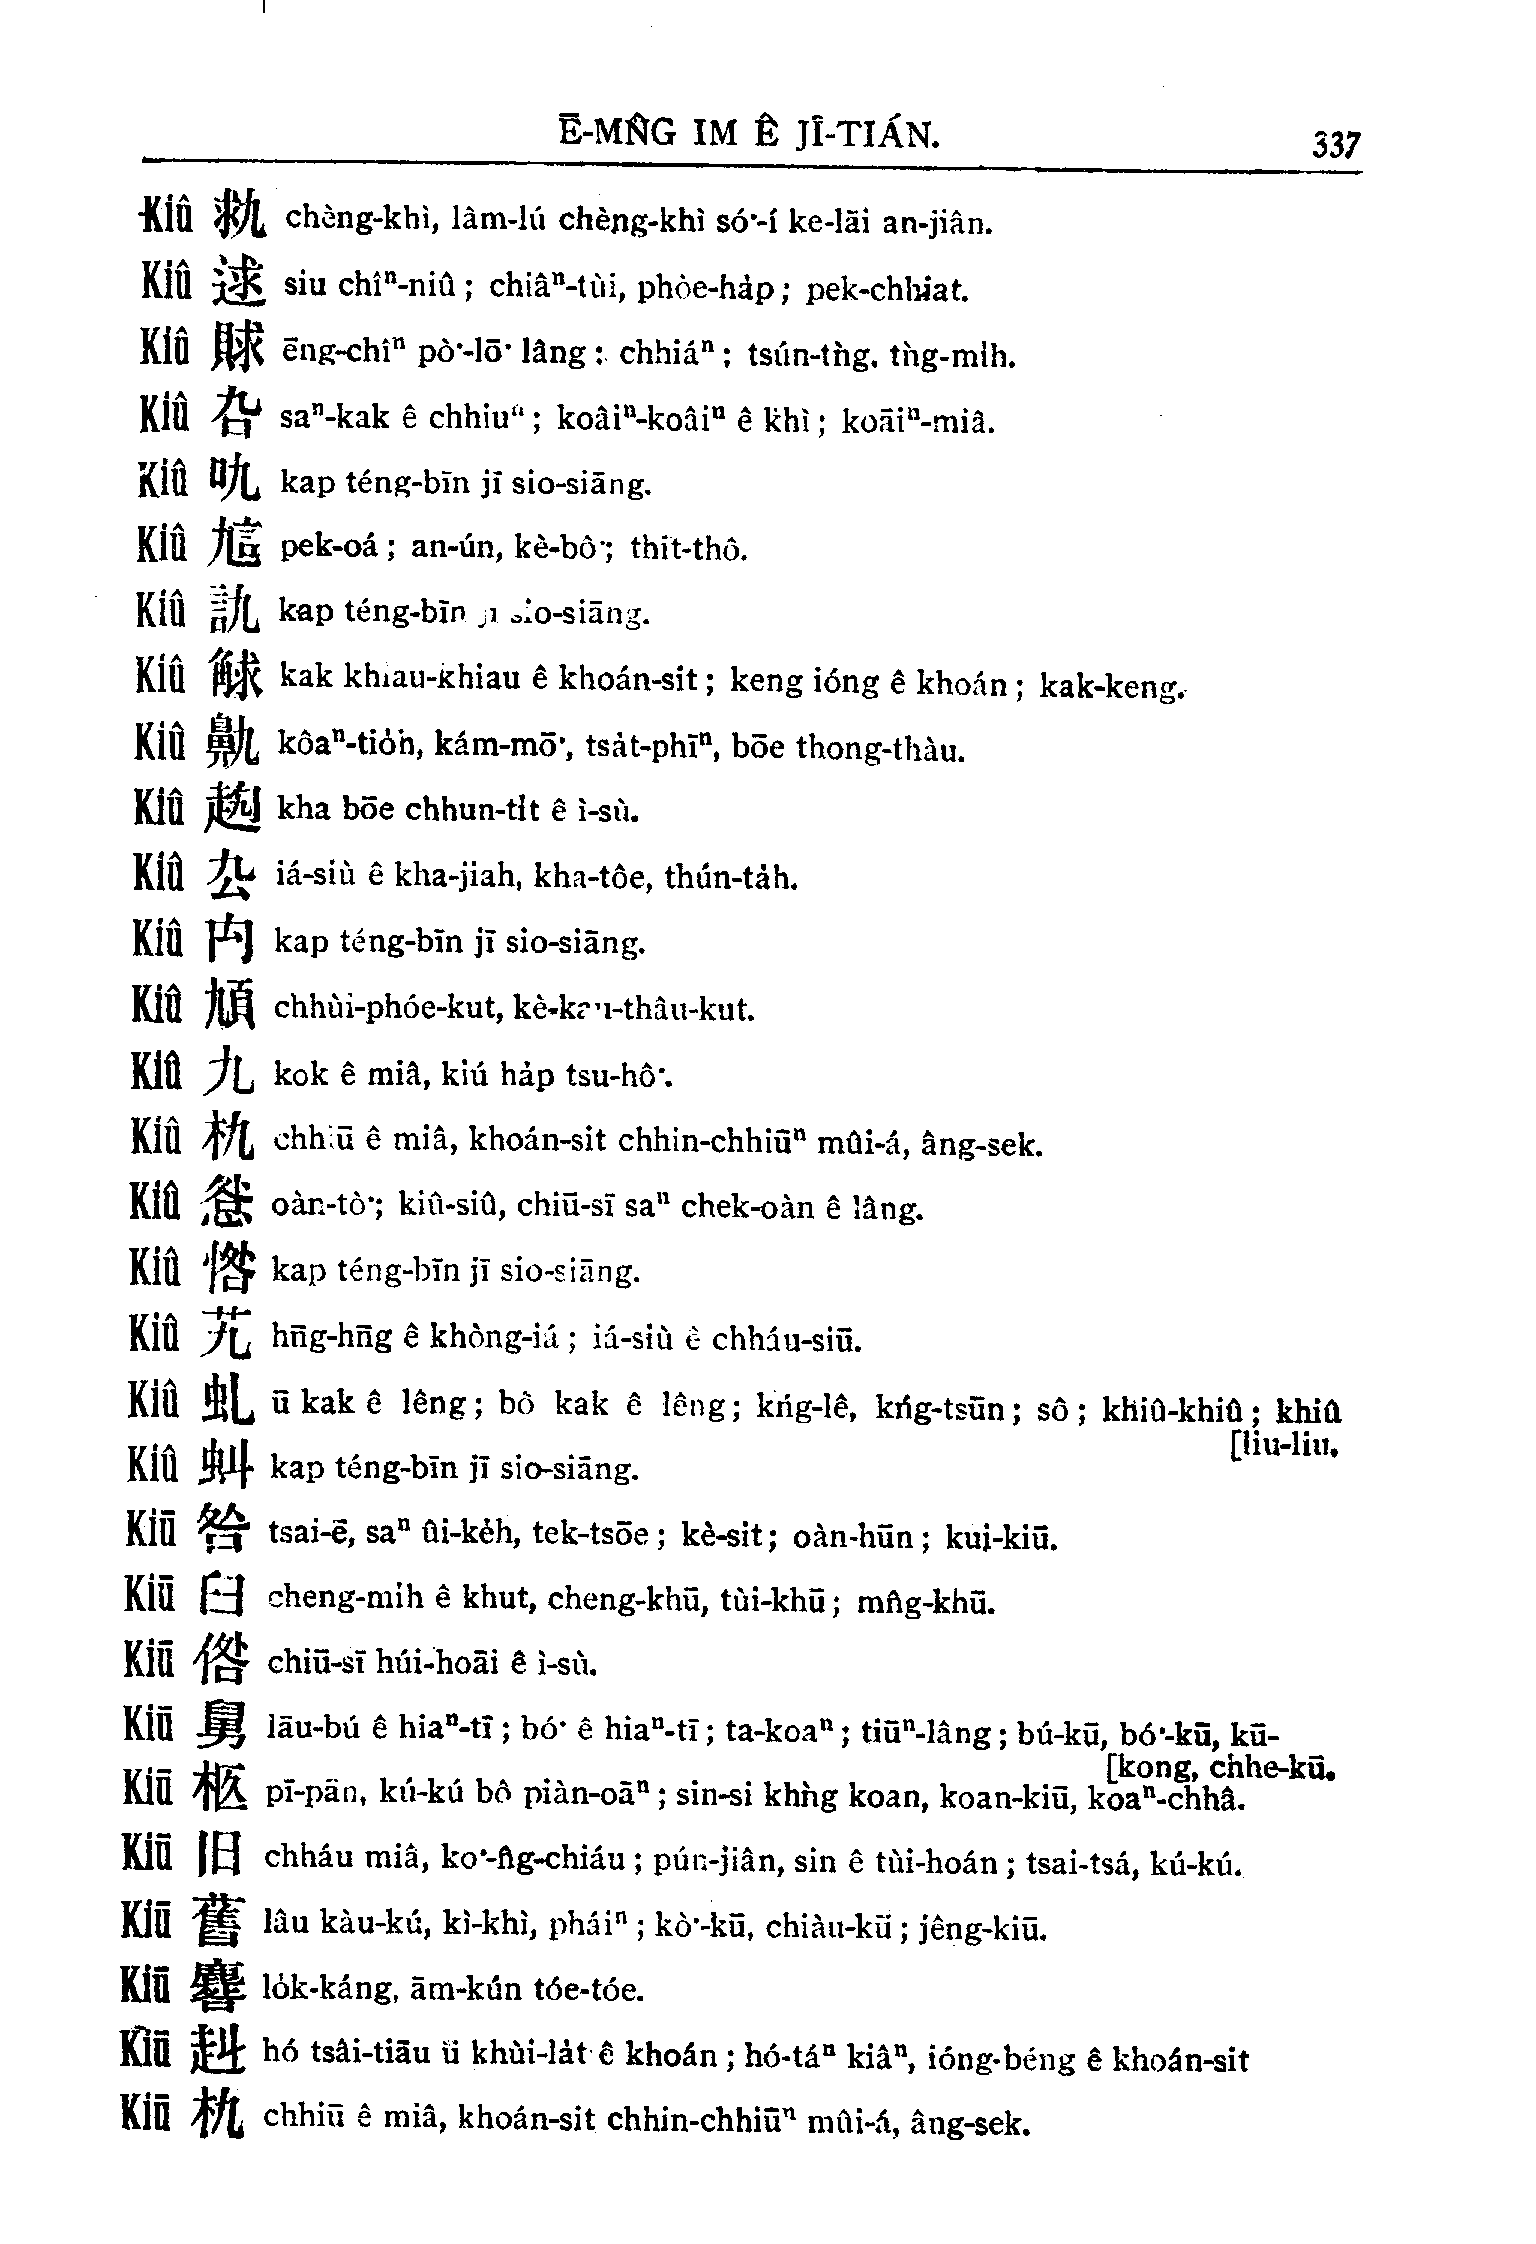 Ē-MN̂G IM Ê JĪ-TIÁN.
337
Kiû 㤹 chèng-khì, lâm-lú chèng-khì só͘-í ke-lāi an-jiân.
Kiû 逑 siu chîⁿ-niû; chiâⁿ-tùi, phòe-ha̍p; pek-chhiat.
Kiû 賕 ēng-chîⁿ pò͘-lō͘ lâng; chhiáⁿ; tsún-tǹg, tǹg-mi̍h.
Kiû 厹 saⁿ-kak ê chhiuⁿ; koâiⁿ-koâiⁿ ê khì; koāiⁿ-miâ.
Kiû 叴 kap téng-bīn jī sio-siāng.
Kiû pek-oá; an-ún, kè-bô͘; thit-thô.
Kiû 訄 kap téng-bīn jī sio-siāng.
Kiû 觩 kak khiau-khiau ê khoán-sit; keng ióng ê khoán; kak-keng.
Kiû 鼽 kôaⁿ-tio̍h, kám-mō͘, tsa̍t-phīⁿ, bōe thong-thàu.
Kiû kha bōe chhun-ti̍t ê ì-sù.
Kiû 厹 iá-siù ê kha-jiah, kha-tôe, thún-ta̍h.
Kiû 禸 kap téng-bīn jī sio-siāng.
Kiû 頄 chhùi-phóe-kut, kè-kau-thâu-kut.
Kiû 九 kok ê miâ, kiú ha̍p tsu-hô͘.
Kiû 朹 chhiū ê miâ, khoán-sit chhin-chhiūⁿ mûi-á, âng-sek.
Kiû oàn-tò͘; kiû-siû, chiū-sī saⁿ chek-oàn ê lâng.
Kiû 慦 kap téng-bīn jī sio-siāng.
Kiû 艽 hn̄g-hn̄g ê khòng-iá; iá-siù ê chháu-siū.
Kiû 虬 ū kak ê lêng; bô kak ê lêng; kńg-lê, kńg-tsūn; sô; khiû-khiû; khiû
[liu-liu.
Kiû 虯 kap téng-bīn jī sio-siāng.
Kiū 咎 tsai-ē, saⁿ ûi-ke̍h, tek-tsōe; kè-sit; oàn-hūn; kui-kiū.
Kiū 臼 cheng-mi̍h ê khut, cheng-khū, tùi-khū; mn̂g-khū.
Kiū 倃 chiū-sī húi-hoāi ê ì-sù.
Kiū 舅 lāu-bú ê hiaⁿ-tī; bó͘ ê hiaⁿ-tī; ta-koaⁿ; tiūⁿ-lâng; bú-kū, bó͘-kū, kū-
[kong, chhe-kū.
Kiū 柩 pī-pān, kú-kú bô piàn-oāⁿ; sin-si khǹg koan, koan-kiū, koaⁿ-chhâ.
Kiū 旧 chháu miâ, ko͘-n̂g-chiáu; pún-jiân, sin ê tùi-hoán; tsai-tsá, kú-kú.
Kiū 舊 lâu kàu-kú, kì-khì, pháiⁿ; kò͘-kū, chiàu-kū; jêng-kiū.
Kiū 麔 lo̍k-káng, ām-kún tóe-tóe.
Kiū 赳 hó tsâi-tiāu ū khùi-la̍t ê khoán; hó-táⁿ kiâⁿ, ióng-béng ê khoán-sit
Kiū 朹 chhiū ê miâ, khoán-sit chhin-chhiūⁿ mûi-á, âng-sek.